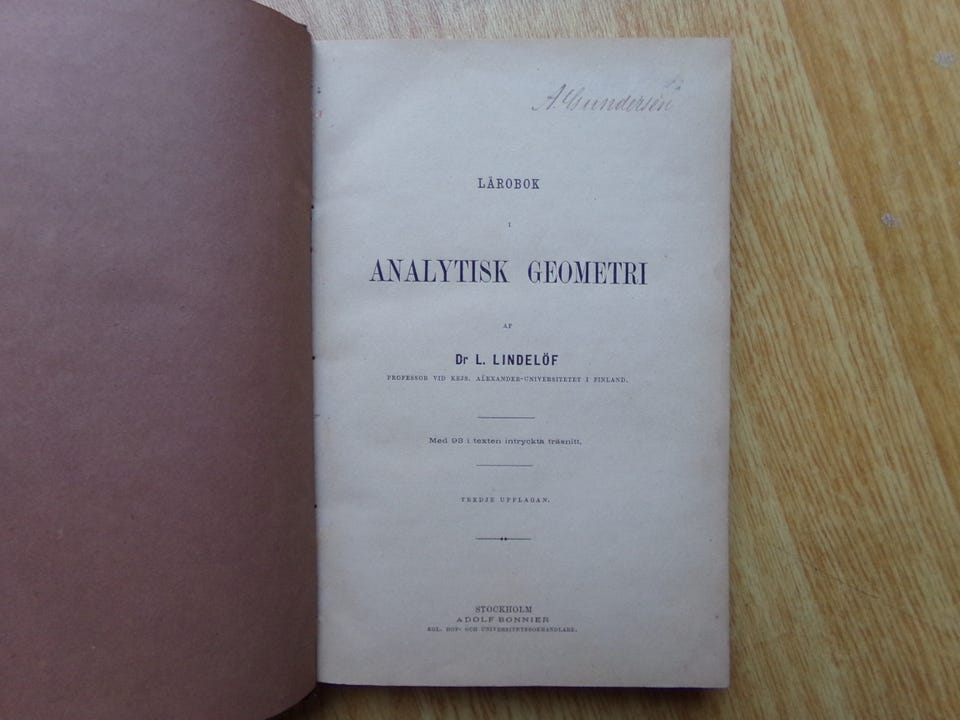 A. Gundersen
LÄROBOK
I
ANALYTISK GEOMETRI
AF
Dr L. LINDELÖF
PROFESSOR VID KEJS. ALEXANDER-UNIVERSITETET I FINLAND.
Med 93 i texten intryckta träsnitt.
TREDJE UPPLAGAN.
STOCKHOLM
ADOLF BONNIER
KGL. HOF- OCH UNIVERSITETSBOKHANDLARE.